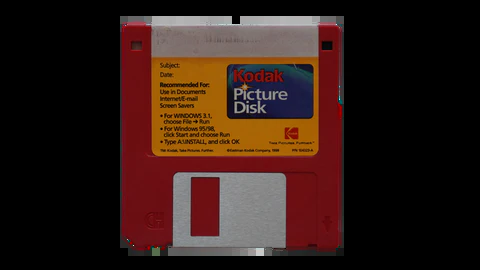 Subject:
Date:
Recommended For:
Use in Documents
Internet/E-mail
Screen Savers
• For WINDOWS 3.1,
choose File → Run
• For Windows 95/98,
click Start and choose Run
• Type A:\INSTALL, and click OK
Kodak
Picture
Disk
Kodak
Take Pictures. Further.™
©Eastman Kodak Company, 1998